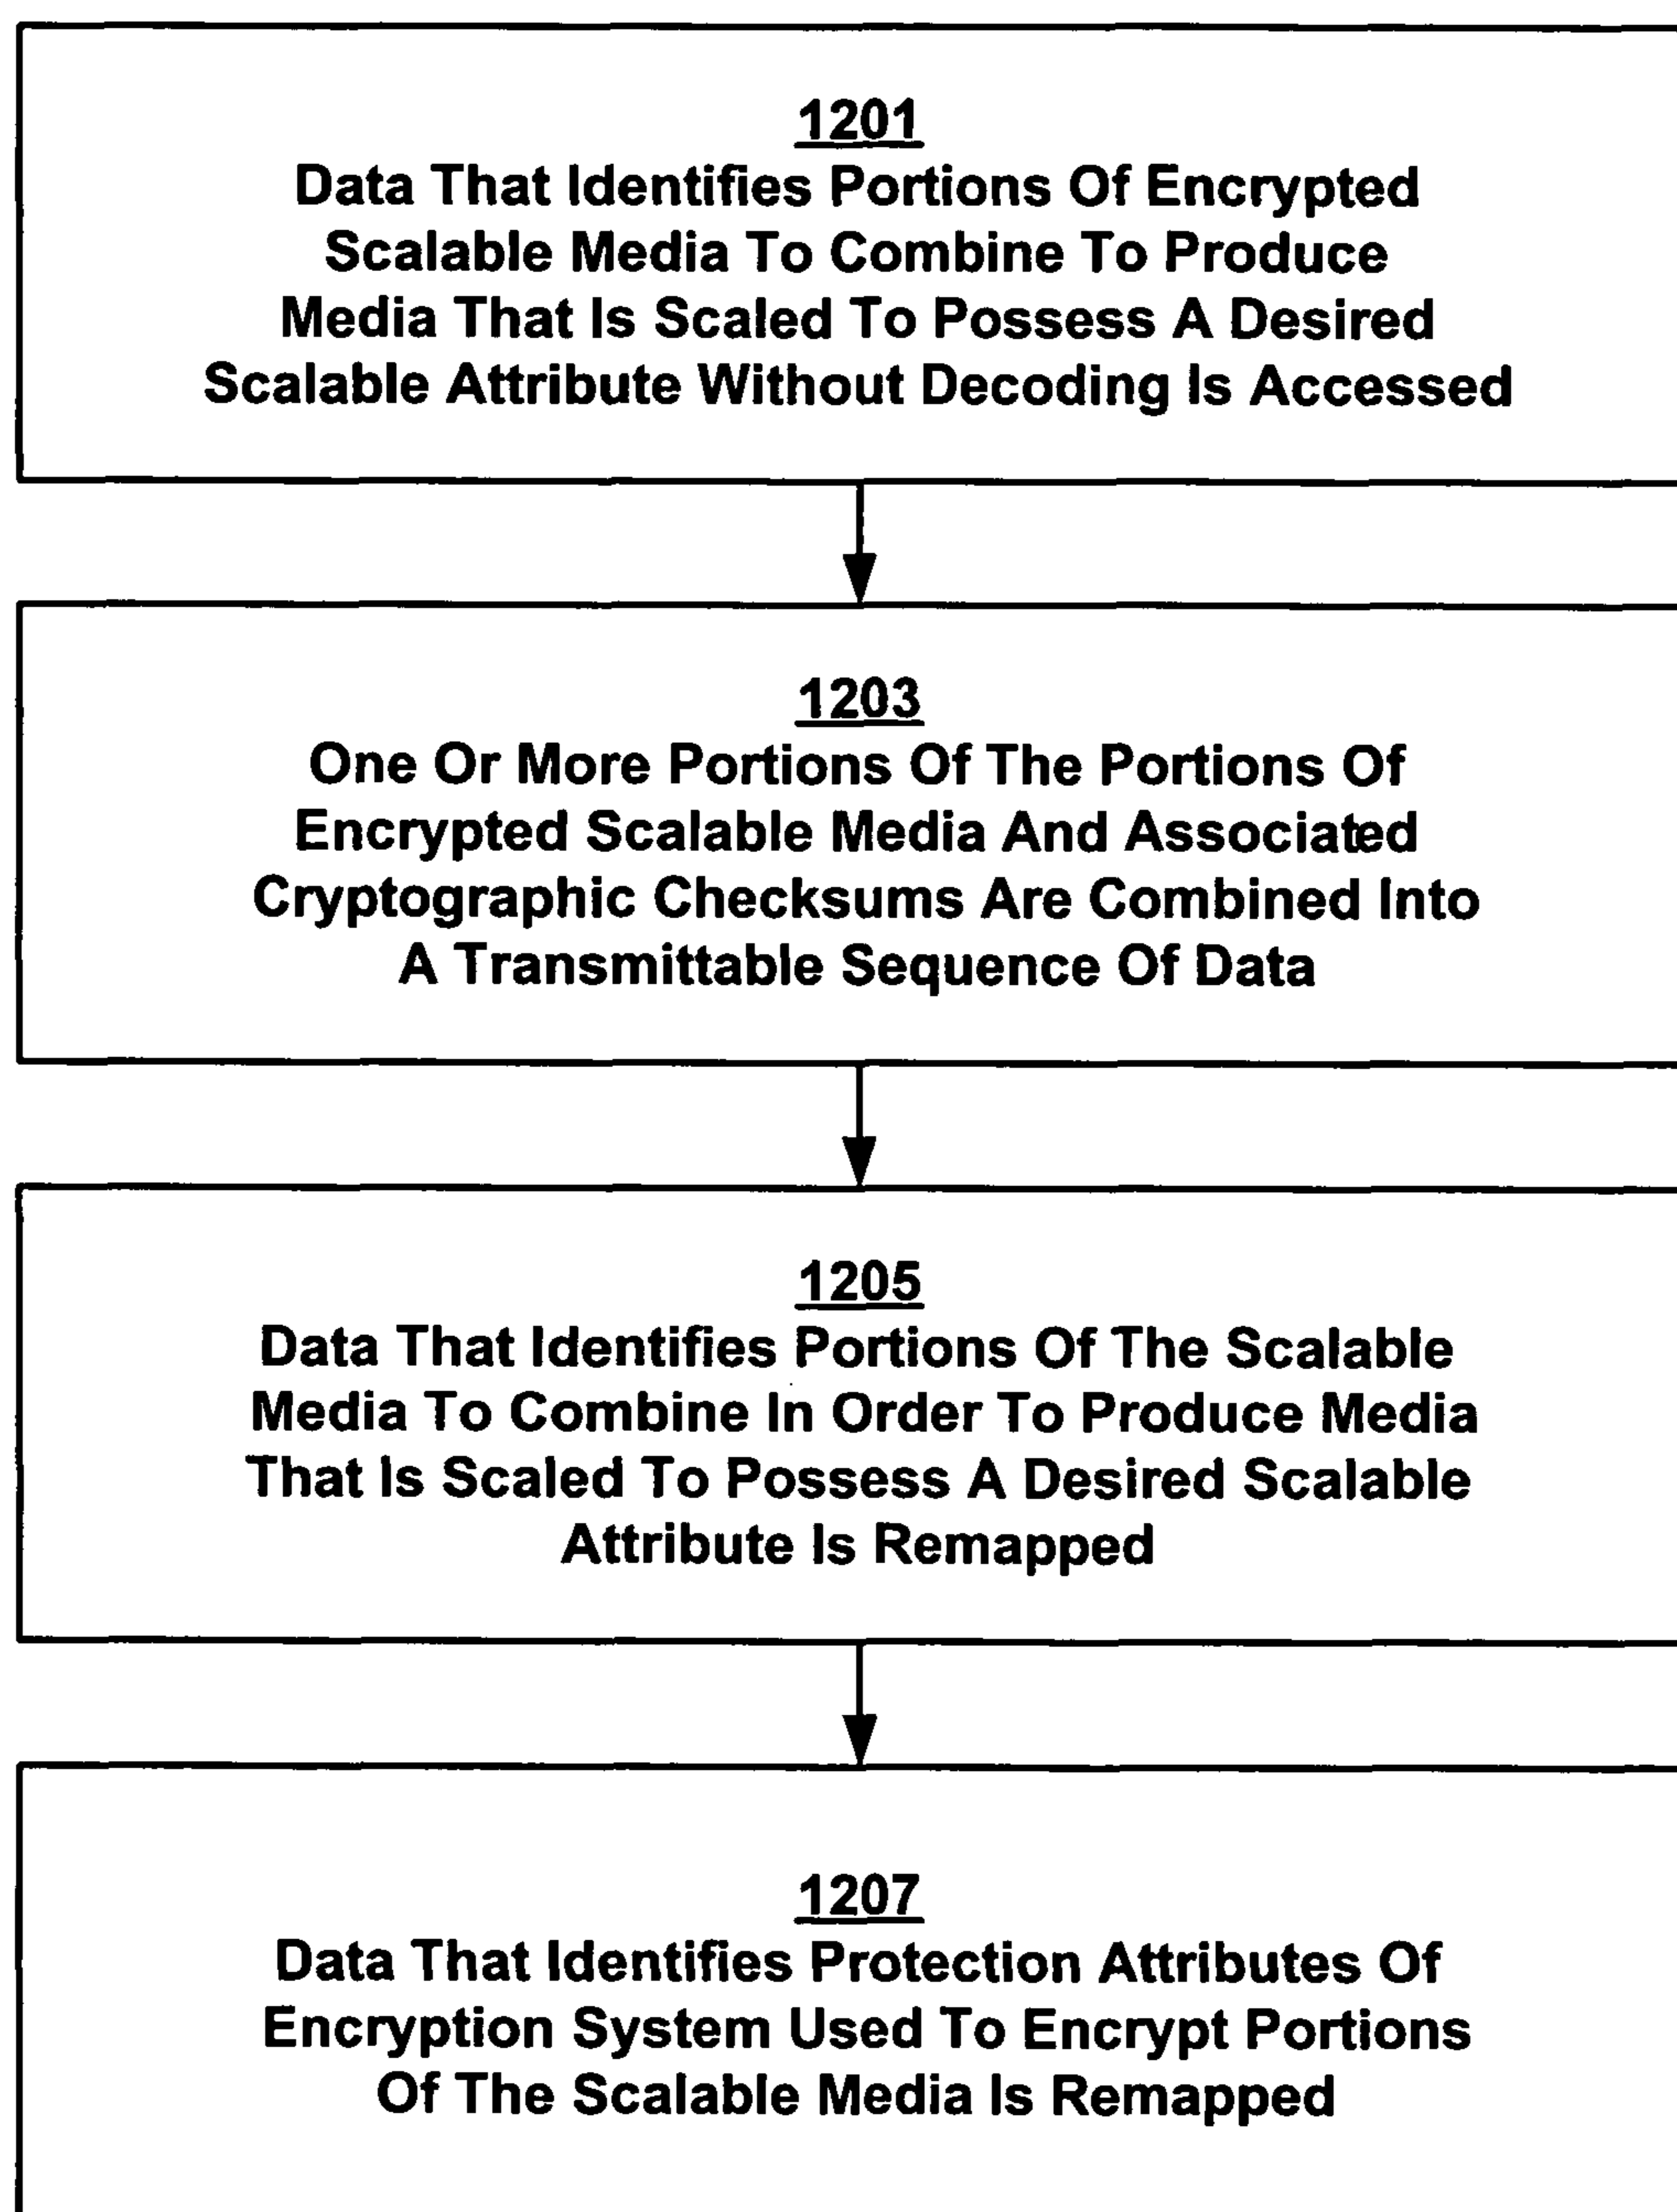 1201
Data That Identifies Portions Of Encrypted
Scalable Media To Combine To Produce
Media That Is Scaled To Possess A Desired
Scalable Attribute Without Decoding Is Accessed
1203
One Or More Portions Of The Portions Of
Encrypted Scalable Media And Associated
Cryptographic Checksums Are Combined Into
A Transmittable Sequence Of Data
1205
Data That Identifies Portions Of The Scalable
Media To Combine In Order To Produce Media
That Is Scaled To Possess A Desired Scalable
Attribute Is Remapped
1207
Data That Identifies Protection Attributes Of
Encryption System Used To Encrypt Portions
Of The Scalable Media Is Remapped